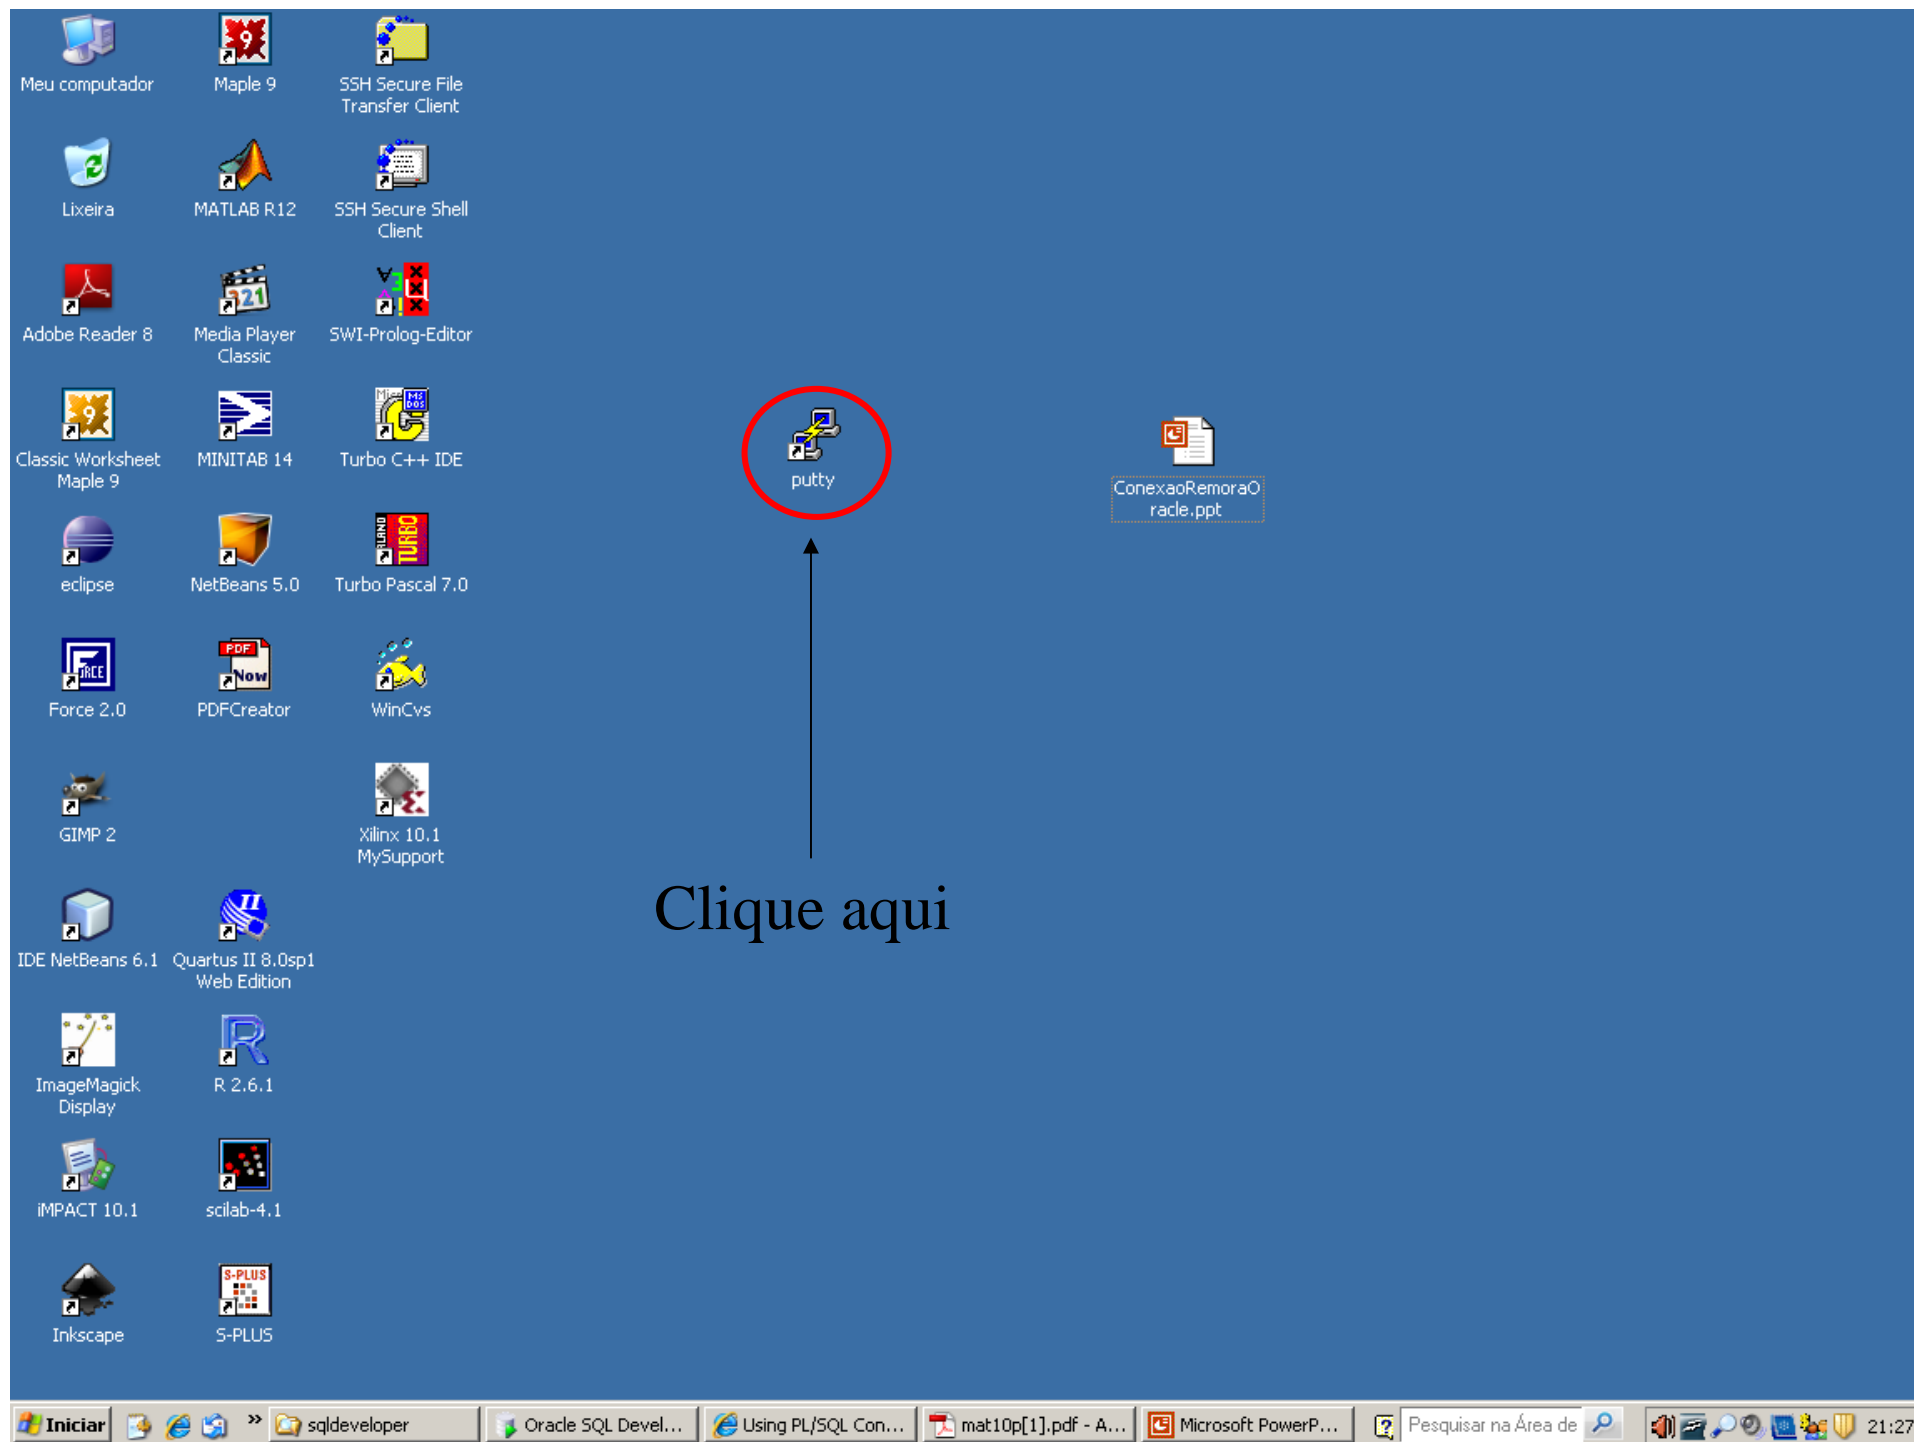 Meu computador
Maple 9
SSH Secure File
Transfer Client
Lixeira
MATLAB R12
SSH Secure Shell
Client
Adobe Reader 8
Media Player
Classic
SWI-Prolog-Editor
Classic Worksheet
Maple 9
MINITAB 14
Turbo C++ IDE
putty
ConexaoRemoraO
racle.ppt
eclipse
NetBeans 5.0
Turbo Pascal 7.0
Force 2.0
PDFCreator
WinCvs
GIMP 2
Xilinx 10.1
MySupport
Clique aqui
IDE NetBeans 6.1
Quartus II 8.0sp1
Web Edition
ImageMagick
Display
R 2.6.1
iMPACT 10.1
scilab-4.1
Inkscape
S-PLUS
S-PLUS
Iniciar
sqldeveloper
Oracle SQL Devel...
Using PL/SQL Con...
mat10p[1].pdf - A...
Microsoft PowerP...
Pesquisar na Área de
21:27